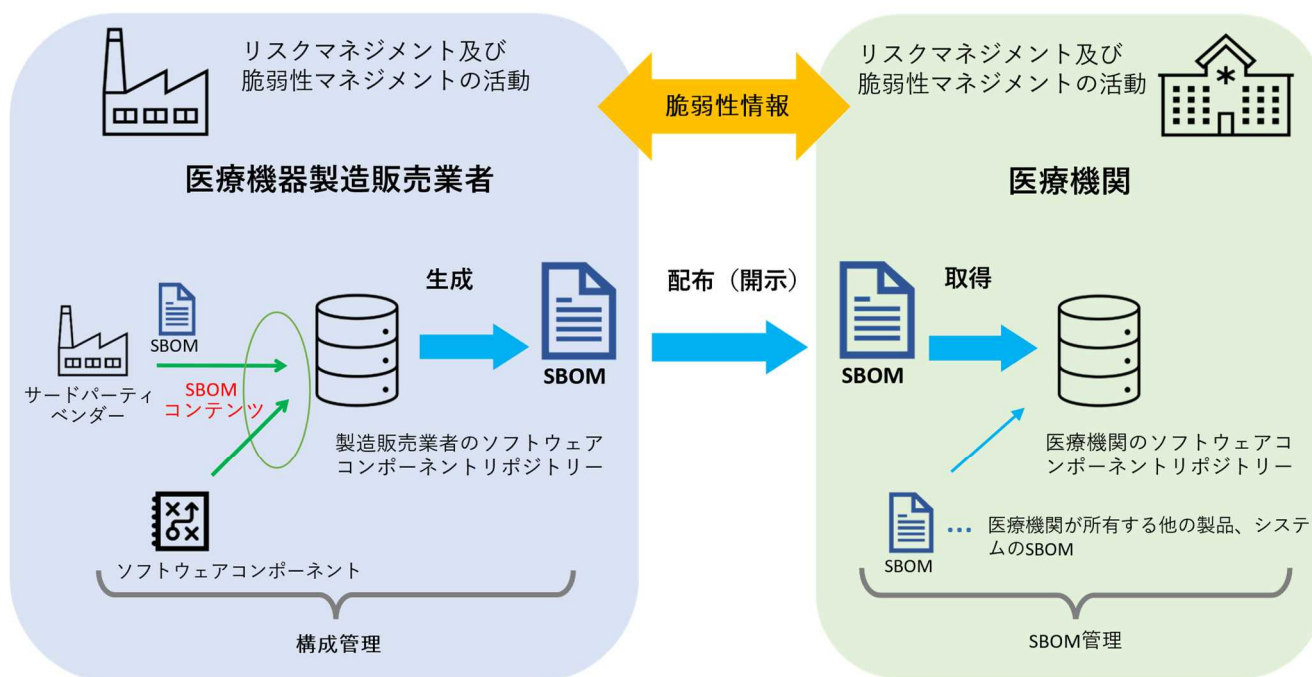 リスクマネジメント及び
脆弱性マネジメントの活動
医療機器製造販売業者
脆弱性情報
リスクマネジメント及び
脆弱性マネジメントの活動
医療機関
SBOM
サードパーティ
ベンダー
SBOM
コンテンツ
生成
SBOM
製造販売業者のソフトウェア
コンポーネントリポジトリー
ソフトウェアコンポーネント
構成管理
配布（開示）
SBOM
取得
医療機関のソフトウェアコ
ンポーネントリポジトリー
SBOM
…
医療機関が所有する他の製品、システ
ムのSBOM
SBOM管理